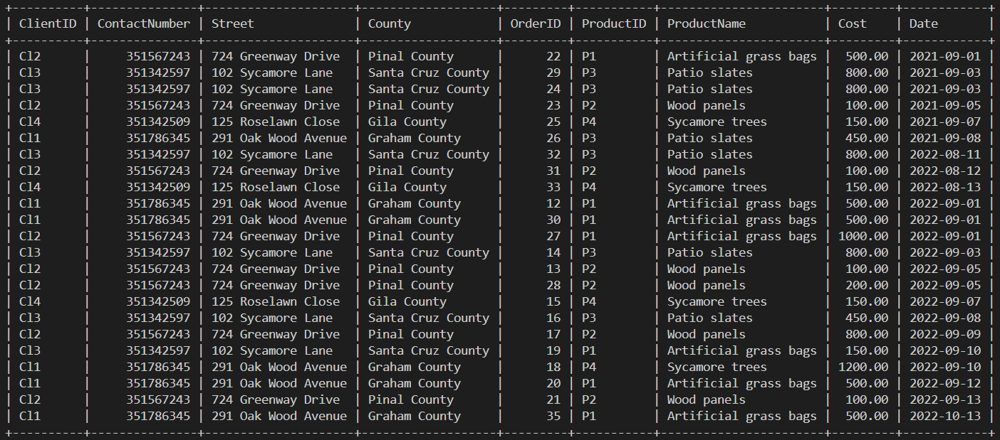 +----------+---------------+---------------------+-------------------+---------+-----------+-----------------------+---------+------------+
| ClientID | ContactNumber | Street              | County            | OrderID | ProductID | ProductName           | Cost    | Date       |
+----------+---------------+---------------------+-------------------+---------+-----------+-----------------------+---------+------------+
| Cl2      |     351567243 | 724 Greenway Drive  | Pinal County      |      22 | P1        | Artificial grass bags |  500.00 | 2021-09-01 |
| Cl3      |     351342597 | 102 Sycamore Lane   | Santa Cruz County |      29 | P3        | Patio slates          |  800.00 | 2021-09-03 |
| Cl3      |     351342597 | 102 Sycamore Lane   | Santa Cruz County |      24 | P3        | Patio slates          |  800.00 | 2021-09-03 |
| Cl2      |     351567243 | 724 Greenway Drive  | Pinal County      |      23 | P2        | Wood panels           |  100.00 | 2021-09-05 |
| Cl4      |     351342509 | 125 Roselawn Close  | Gila County       |      25 | P4        | Sycamore trees        |  150.00 | 2021-09-07 |
| Cl1      |     351786345 | 291 Oak Wood Avenue | Graham County     |      26 | P3        | Patio slates          |  450.00 | 2021-09-08 |
| Cl3      |     351342597 | 102 Sycamore Lane   | Santa Cruz County |      32 | P3        | Patio slates          |  800.00 | 2022-08-11 |
| Cl2      |     351567243 | 724 Greenway Drive  | Pinal County      |      31 | P2        | Wood panels           |  100.00 | 2022-08-12 |
| Cl4      |     351342509 | 125 Roselawn Close  | Gila County       |      33 | P4        | Sycamore trees        |  150.00 | 2022-08-13 |
| Cl1      |     351786345 | 291 Oak Wood Avenue | Graham County     |      12 | P1        | Artificial grass bags |  500.00 | 2022-09-01 |
| Cl1      |     351786345 | 291 Oak Wood Avenue | Graham County     |      30 | P1        | Artificial grass bags |  500.00 | 2022-09-01 |
| Cl2      |     351567243 | 724 Greenway Drive  | Pinal County      |      27 | P1        | Artificial grass bags | 1000.00 | 2022-09-01 |
| Cl3      |     351342597 | 102 Sycamore Lane   | Santa Cruz County |      14 | P3        | Patio slates          |  800.00 | 2022-09-03 |
| Cl2      |     351567243 | 724 Greenway Drive  | Pinal County      |      13 | P2        | Wood panels           |  100.00 | 2022-09-05 |
| Cl2      |     351567243 | 724 Greenway Drive  | Pinal County      |      28 | P2        | Wood panels           |  200.00 | 2022-09-05 |
| Cl4      |     351342509 | 125 Roselawn Close  | Gila County       |      15 | P4        | Sycamore trees        |  150.00 | 2022-09-07 |
| Cl3      |     351342597 | 102 Sycamore Lane   | Santa Cruz County |      16 | P3        | Patio slates          |  450.00 | 2022-09-08 |
| Cl2      |     351567243 | 724 Greenway Drive  | Pinal County      |      17 | P2        | Wood panels           |  800.00 | 2022-09-09 |
| Cl3      |     351342597 | 102 Sycamore Lane   | Santa Cruz County |      19 | P1        | Artificial grass bags |  150.00 | 2022-09-10 |
| Cl1      |     351786345 | 291 Oak Wood Avenue | Graham County     |      18 | P4        | Sycamore trees        | 1200.00 | 2022-09-10 |
| Cl1      |     351786345 | 291 Oak Wood Avenue | Graham County     |      20 | P1        | Artificial grass bags |  500.00 | 2022-09-12 |
| Cl2      |     351567243 | 724 Greenway Drive  | Pinal County      |      21 | P2        | Wood panels           |  100.00 | 2022-09-13 |
| Cl1      |     351786345 | 291 Oak Wood Avenue | Graham County     |      35 | P1        | Artificial grass bags |  500.00 | 2022-10-13 |
+----------+---------------+---------------------+-------------------+---------+-----------+-----------------------+---------+------------+